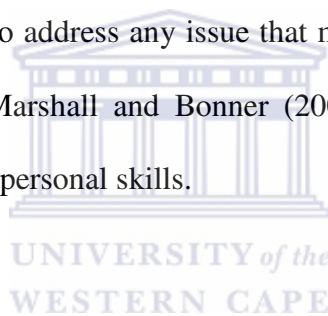 o address any issue that
Marshall and Bonner (200
personal skills.
UNIVERSITY of the
WESTERN CAPE